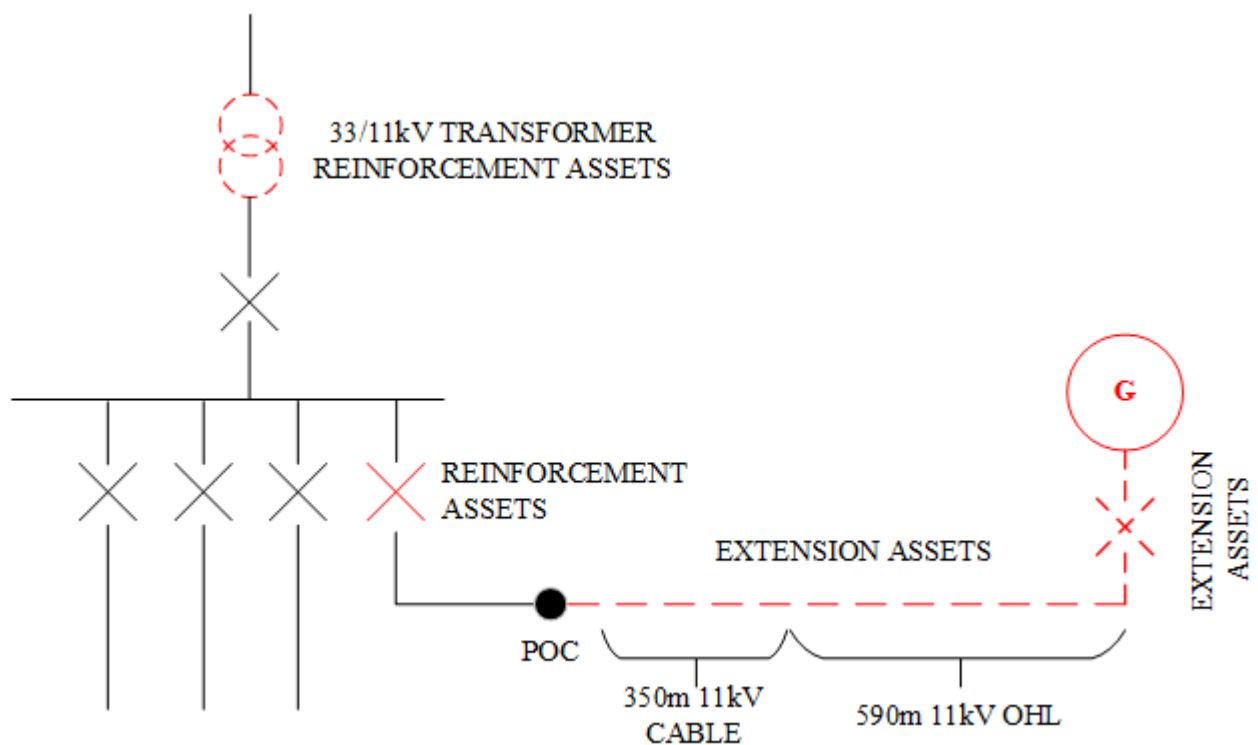 33/11kV TRANSFORMER
REINFORCEMENT ASSETS
G
REINFORCEMENT
ASSETS
EXTENSION ASSETS
EXTENSION
ASSETS
POC
350m 11kV
CABLE
590m 11kV OHL